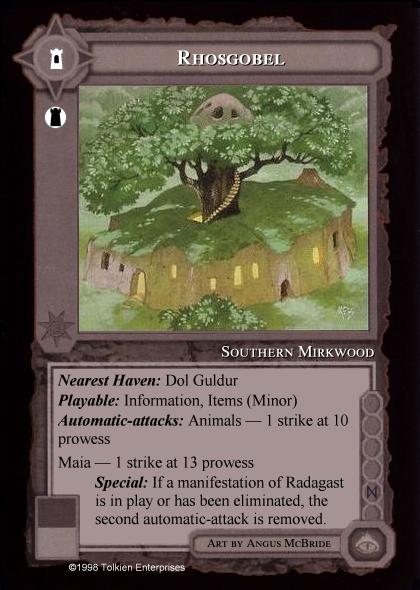 RHOSGOBEL
SOUTHERN MIRKWOOD
Nearest Haven: Dol Guldur
Playable: Information, Items (Minor)
Automatic-attacks: Animals — 1 strike at 10
prowess
Maia — 1 strike at 13 prowess
Special: If a manifestation of Radagast
is in play or has been eliminated, the
second automatic-attack is removed.
ART BY ANGUS MCBRIDE
©1998 Tolkien Enterprises